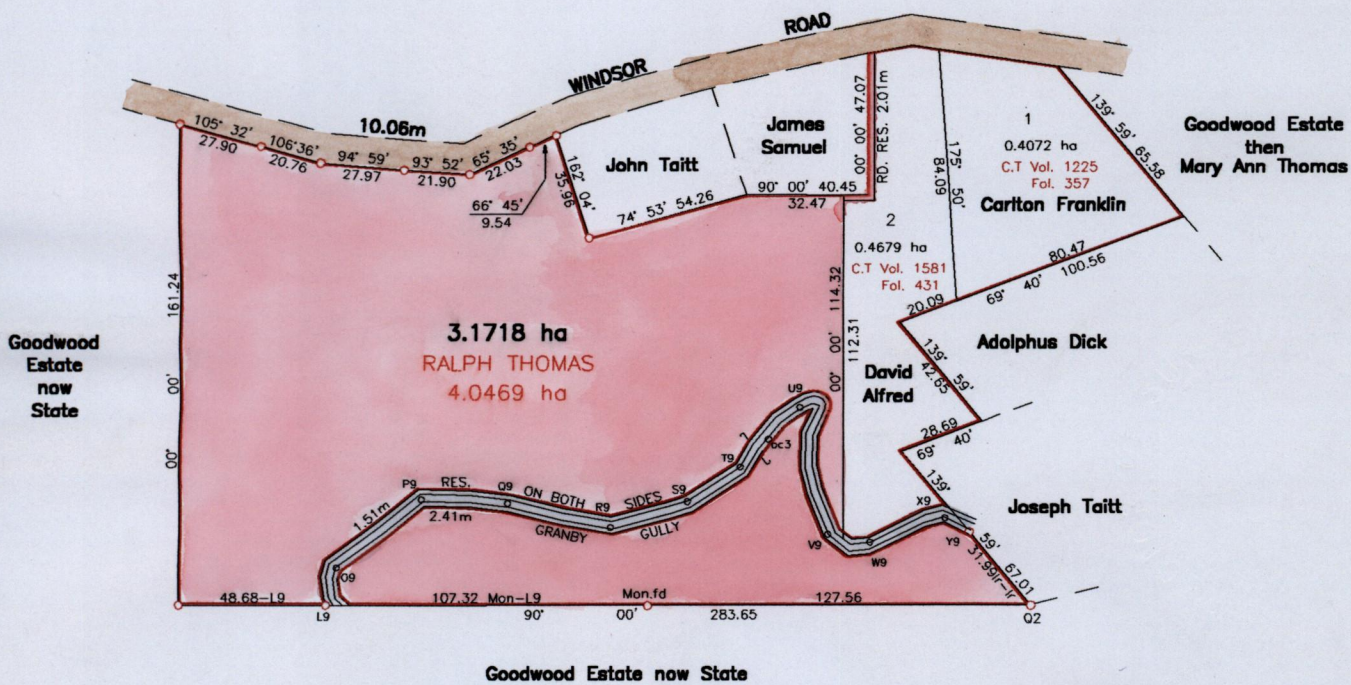 WINDSOR ROAD
10.06m
105° 32'
27.90
106°36'
20.76
94° 59'
27.97
93° 52'
21.90
65° 35'
22.03
66° 45'
9.54
162° 04'
35.96
John Taitt
74° 53' 54.26
James
Samuel
90° 00' 40.45
32.47
00° 00' 47.07
RD. RES. 2.01m
175° 50'
84.09
1
0.4072 ha
C.T Vol. 1225
Fol. 357
Carlton Franklin
139° 59' 65.58
Goodwood Estate
then
Mary Ann Thomas
2
0.4679 ha
C.T Vol. 1581
Fol. 431
80.47
100.56
69° 40'
20.09
Adolphus Dick
139° 59'
42.65
David
Alfred
28.69
69° 40'
139° 59' 67.01
31.99Ir-Ir
Joseph Taitt
00° 00' 114.32
112.31
00° 00' 161.24
Goodwood
Estate
now
State
3.1718 ha
RALPH THOMAS
4.0469 ha
U9
bc3
2
2
T9
S9
R9
Q9
P9
O9
V9
W9
X9
Y9
RES. ON BOTH SIDES
GRANBY GULLY
1.51m
2.41m
48.68-L9
107.32 Mon-L9
Mon.fd
127.56
L9
90° 00' 283.65
Q2
Goodwood Estate now State